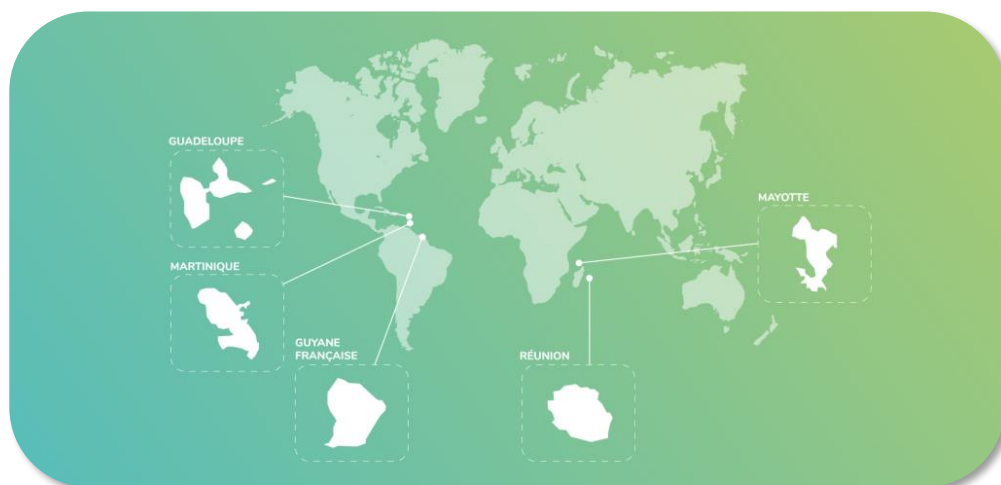 GUADELOUPE
MAYOTTE
MARTINIQUE
GUYANE
FRANÇAISE
RÉUNION